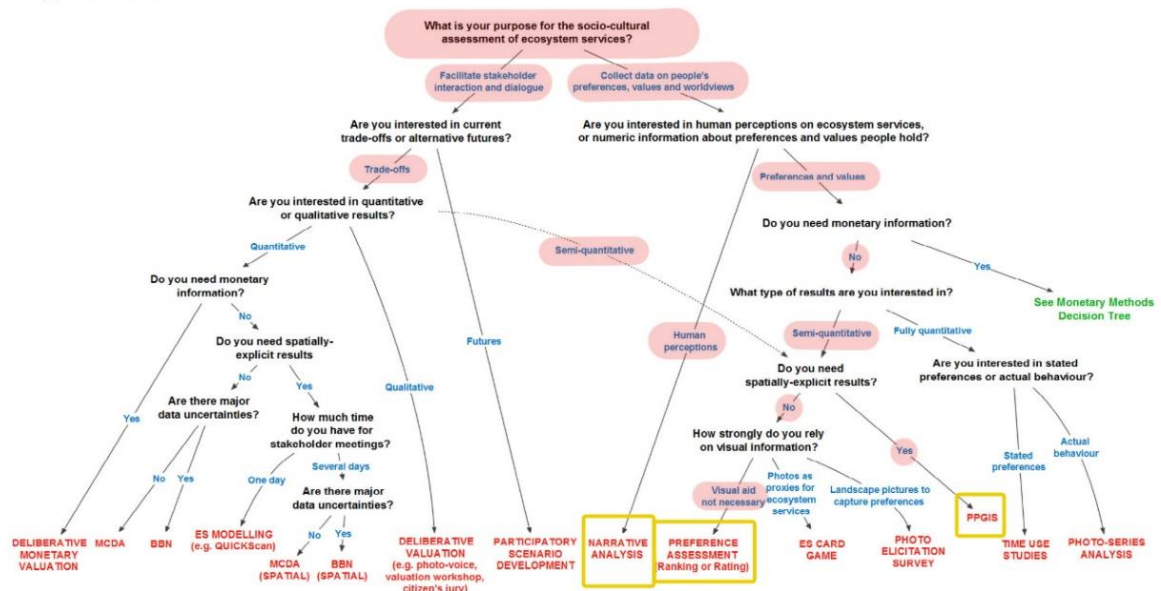 What is your purpose for the socio-cultural
assessment of ecosystem services?
Facilitate stakeholder
interaction and dialogue
Collect data on people's
preferences, values and worldviews
Are you interested in current
trade-offs or alternative futures?
Are you interested in human perceptions on ecosystem services,
or numeric information about preferences and values people hold?
Trade-offs
Preferences and values
Are you interested in quantitative
or qualitative results?
Do you need monetary information?
Quantitative
Semi-quantitative
No
Yes
Do you need monetary
information?
What type of results are you interested in?
See Monetary Methods
Decision Tree
No
Human
perceptions
Semi-quantitative
Fully quantitative
Do you need spatially-
explicit results
Futures
Do you need
spatially-explicit results?
Are you interested in stated
preferences or actual behaviour?
No
Yes
Qualitative
Yes
Are there major
data uncertainties?
How much time
do you have for
stakeholder meetings?
No
How strongly do you rely
on visual information?
Yes
Actual
behaviour
No
Yes
One day
Several days
Stated
preferences
Are there major
data uncertainties?
Visual aid
not necessary
Photos as
proxies for
ecosystem
services
Landscape pictures to
capture preferences
No
Yes
PPGIS
DELIBERATIVE
MONETARY
VALUATION
MCDA
BBN
ES MODELLING
(e.g. QUICKScan)
MCDA
(SPATIAL)
BBN
(SPATIAL)
DELIBERATIVE
VALUATION
(e.g. photo-voice,
valuation workshop,
citizen's jury)
PARTICIPATORY
SCENARIO
DEVELOPMENT
NARRATIVE
ANALYSIS
PREFERENCE
ASSESSMENT
(Ranking or Rating)
ES CARD
GAME
PHOTO
ELICITATION
SURVEY
TIME USE
STUDIES
PHOTO-SERIES
ANALYSIS